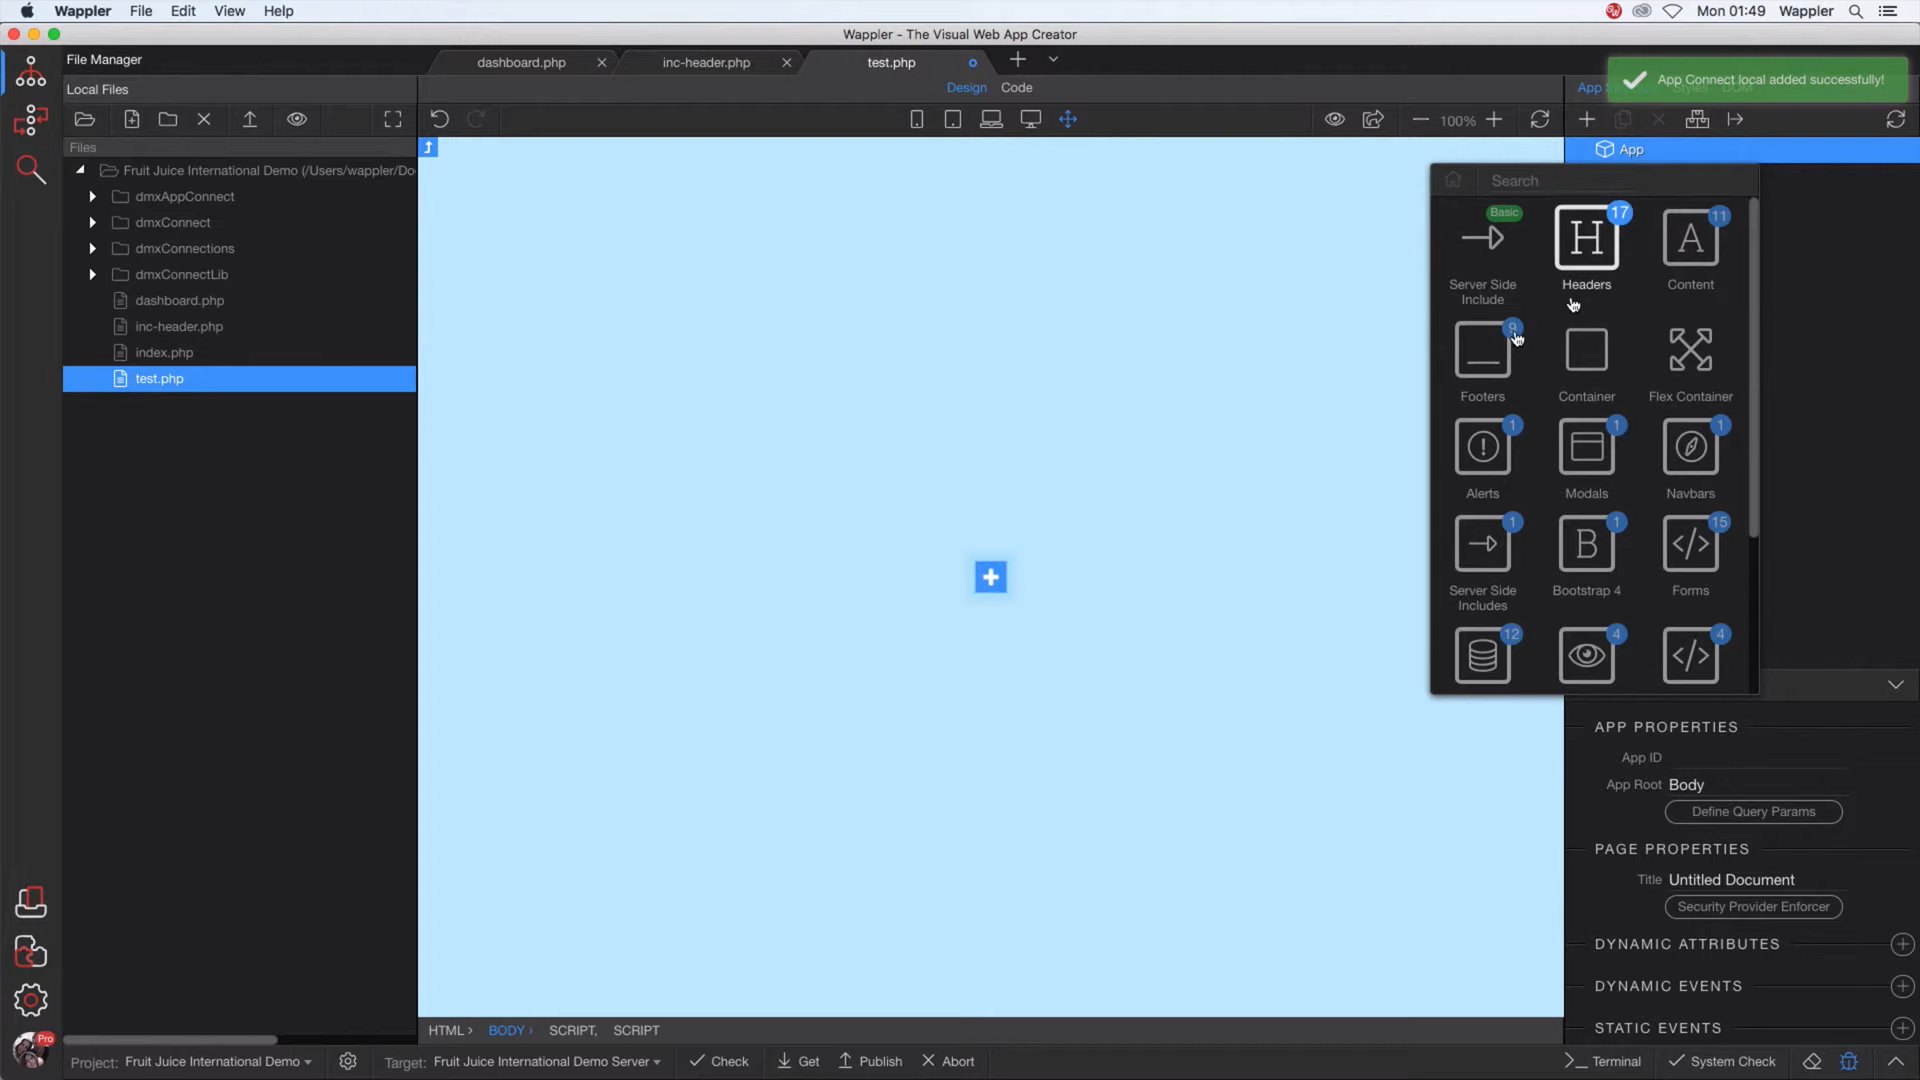 Wappler File Edit View Help Mon 01:49 Wappler
Wappler - The Visual Web App Creator
File Manager
dashboard.php inc-header.php test.php
App Connect local added successfully!
Local Files
Design Code
100%
Files
App
Fruit Juice International Demo (/Users/wappler/Do
dmxAppConnect
dmxConnect
dmxConnections
dmxConnectLib
dashboard.php
inc-header.php
index.php
test.php
Search
Basic 17 11
Server Side
Include
Headers
Content
9
Footers Container Flex Container
1 1 1
Alerts Modals Navbars
1 1 15
Server Side
Includes
Bootstrap 4
Forms
12 4 4
APP PROPERTIES
App ID
App Root Body
Define Query Params
PAGE PROPERTIES
Title Untitled Document
Security Provider Enforcer
DYNAMIC ATTRIBUTES
DYNAMIC EVENTS
STATIC EVENTS
HTML › BODY › SCRIPT, SCRIPT
Pro
Project: Fruit Juice International Demo Target: Fruit Juice International Demo Server Check Get Publish Abort Terminal System Check